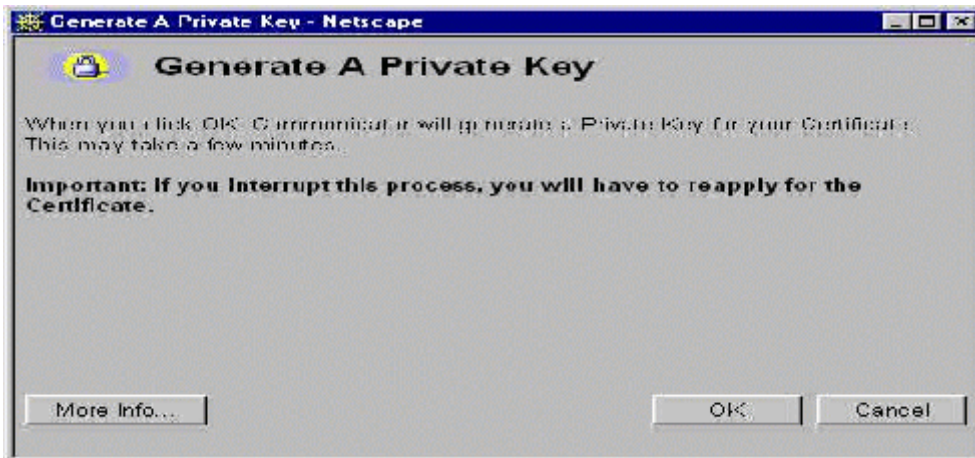 Generate A Private Key - Netscape
Generate A Private Key
When you click OK, Communicator will generate a Private Key for your Certificate.
This may take a few minutes.
Important: If you interrupt this process, you will have to reapply for the
Certificate.
More Info...
OK
Cancel